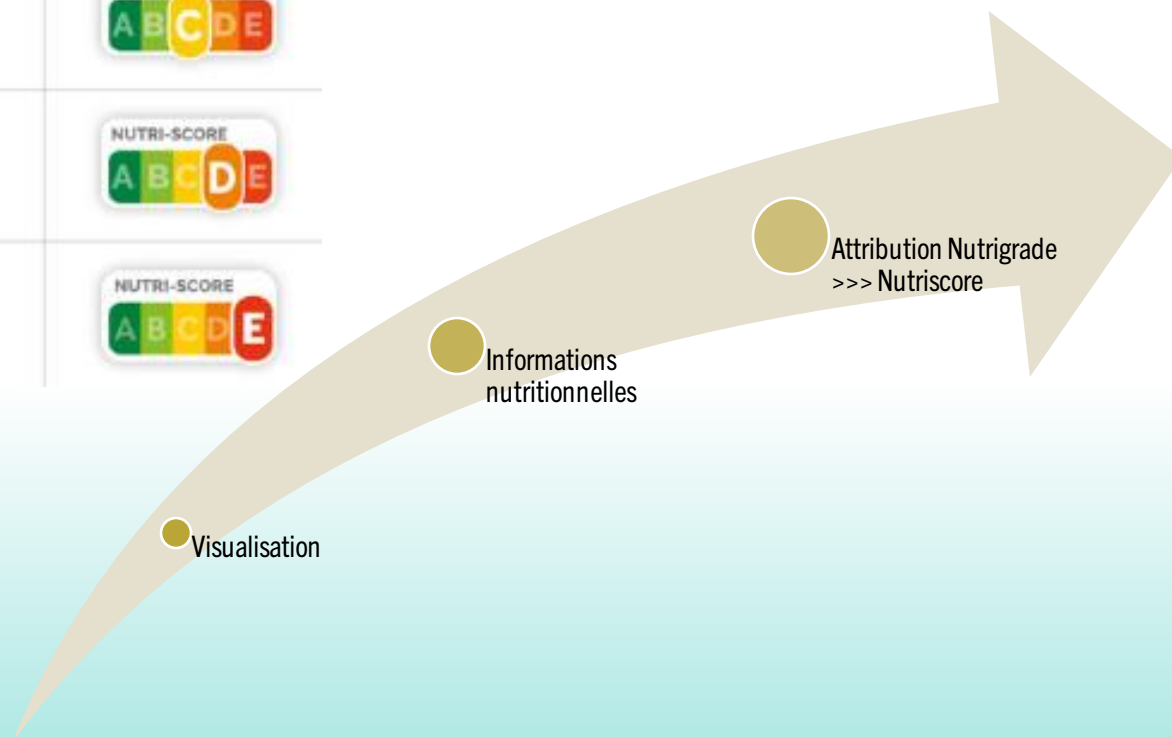 A B C D E
NUTRI-SCORE
A B C D E
NUTRI-SCORE
A B C D E
Attribution Nutrigrade
>>> Nutriscore
Informations
nutritionnelles
Visualisation